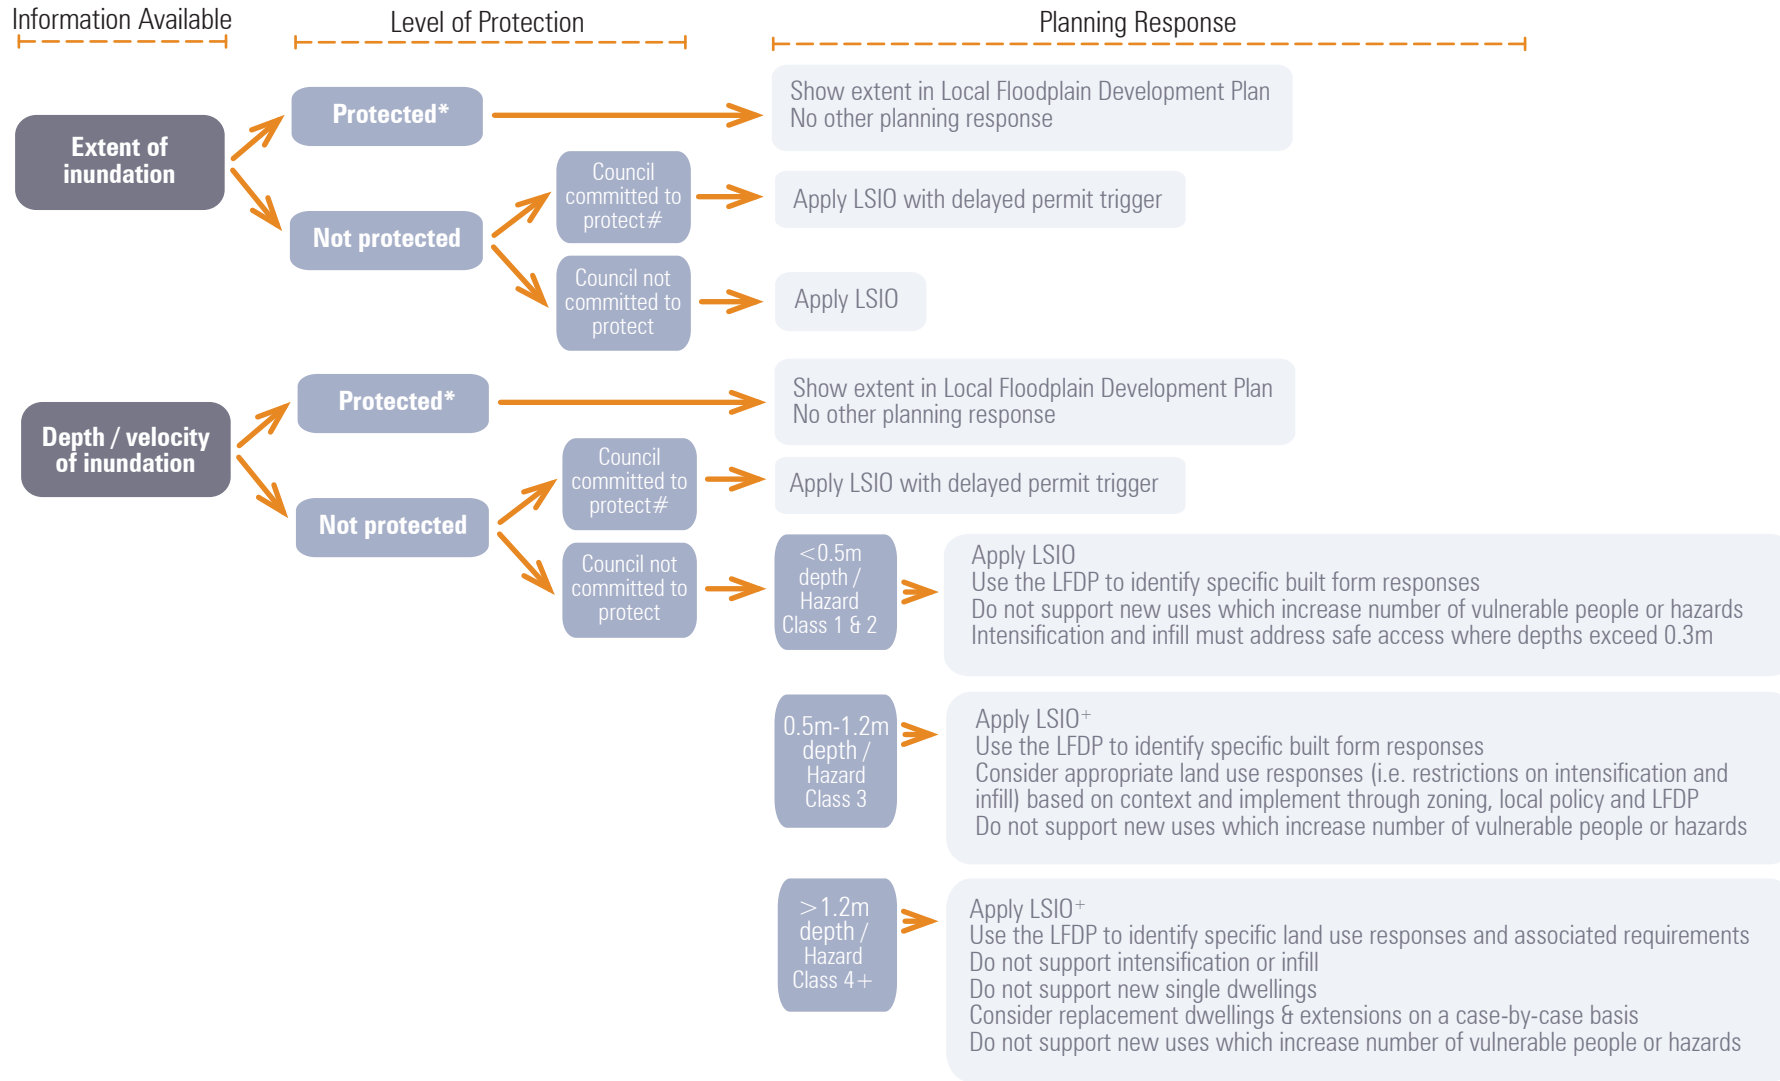 Information Available
Level of Protection
Planning Response
Extent of
inundation
Protected*
Show extent in Local Floodplain Development Plan
No other planning response
Not protected
Council
committed to
protect#
Apply LSIO with delayed permit trigger
Council not
committed to
protect
Apply LSIO
Depth / velocity
of inundation
Protected*
Show extent in Local Floodplain Development Plan
No other planning response
Not protected
Council
committed to
protect#
Apply LSIO with delayed permit trigger
Council not
committed to
protect
<0.5m
depth /
Hazard
Class 1 & 2
Apply LSIO
Use the LFDP to identify specific built form responses
Do not support new uses which increase number of vulnerable people or hazards
Intensification and infill must address safe access where depths exceed 0.3m
0.5m-1.2m
depth /
Hazard
Class 3
Apply LSIO+
Use the LFDP to identify specific built form responses
Consider appropriate land use responses (i.e. restrictions on intensification and
infill) based on context and implement through zoning, local policy and LFDP
Do not support new uses which increase number of vulnerable people or hazards
>1.2m
depth /
Hazard
Class 4+
Apply LSIO+
Use the LFDP to identify specific land use responses and associated requirements
Do not support intensification or infill
Do not support new single dwellings
Consider replacement dwellings & extensions on a case-by-case basis
Do not support new uses which increase number of vulnerable people or hazards